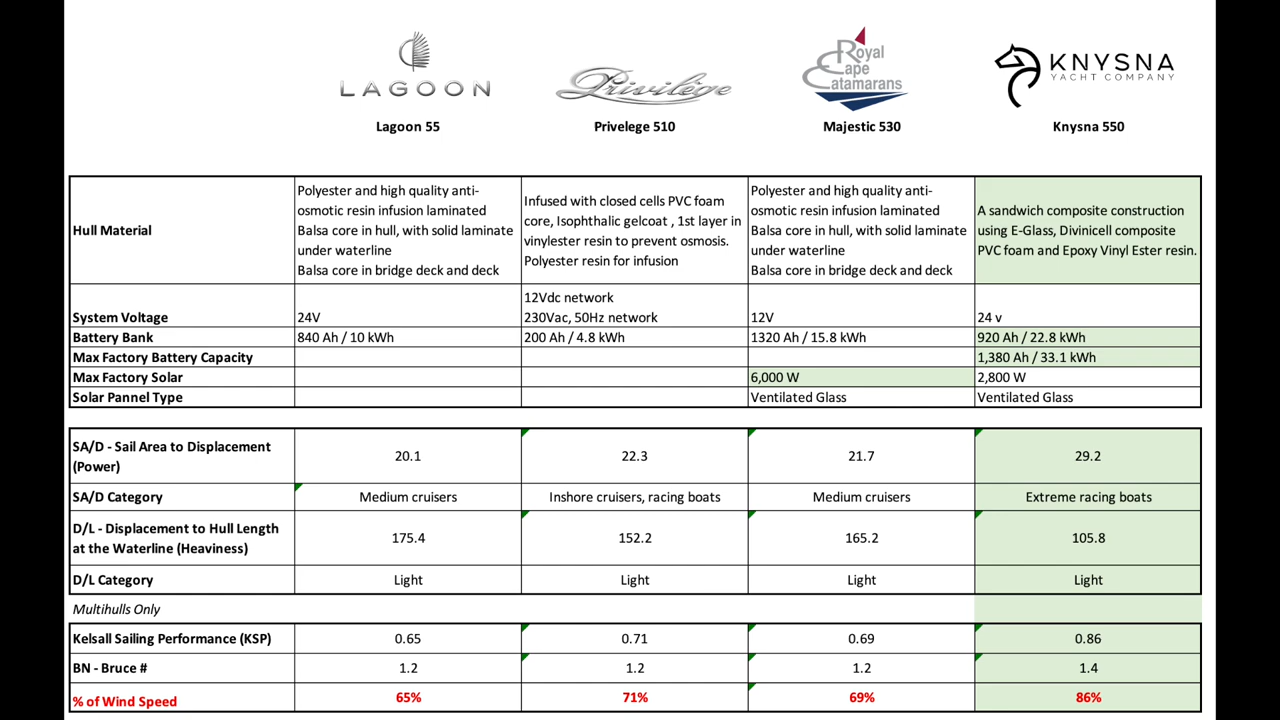 LAGOON
Privilège
Royal
Cape
Catamarans
KNYSNA
YACHT COMPANY
Lagoon 55
Privelege 510
Majestic 530
Knysna 550
Hull Material
Polyester and high quality anti-
osmotic resin infusion laminated
Balsa core in hull, with solid laminate
under waterline
Balsa core in bridge deck and deck
Infused with closed cells PVC foam
core, Isophthalic gelcoat , 1st layer in
vinylester resin to prevent osmosis.
Polyester resin for infusion
Polyester and high quality anti-
osmotic resin infusion laminated
Balsa core in hull, with solid laminate
under waterline
Balsa core in bridge deck and deck
A sandwich composite construction
using E-Glass, Divinicell composite
PVC foam and Epoxy Vinyl Ester resin.
System Voltage
24V
12Vdc network
230Vac, 50Hz network
12V
24 v
Battery Bank
840 Ah / 10 kWh
200 Ah / 4.8 kWh
1320 Ah / 15.8 kWh
920 Ah / 22.8 kWh
Max Factory Battery Capacity
1,380 Ah / 33.1 kWh
Max Factory Solar
6,000 W
2,800 W
Solar Pannel Type
Ventilated Glass
Ventilated Glass
SA/D - Sail Area to Displacement
(Power)
20.1
22.3
21.7
29.2
SA/D Category
Medium cruisers
Inshore cruisers, racing boats
Medium cruisers
Extreme racing boats
D/L - Displacement to Hull Length
at the Waterline (Heaviness)
175.4
152.2
165.2
105.8
D/L Category
Light
Light
Light
Light
Multihulls Only
Kelsall Sailing Performance (KSP)
0.65
0.71
0.69
0.86
BN - Bruce #
1.2
1.2
1.2
1.4
% of Wind Speed
65%
71%
69%
86%